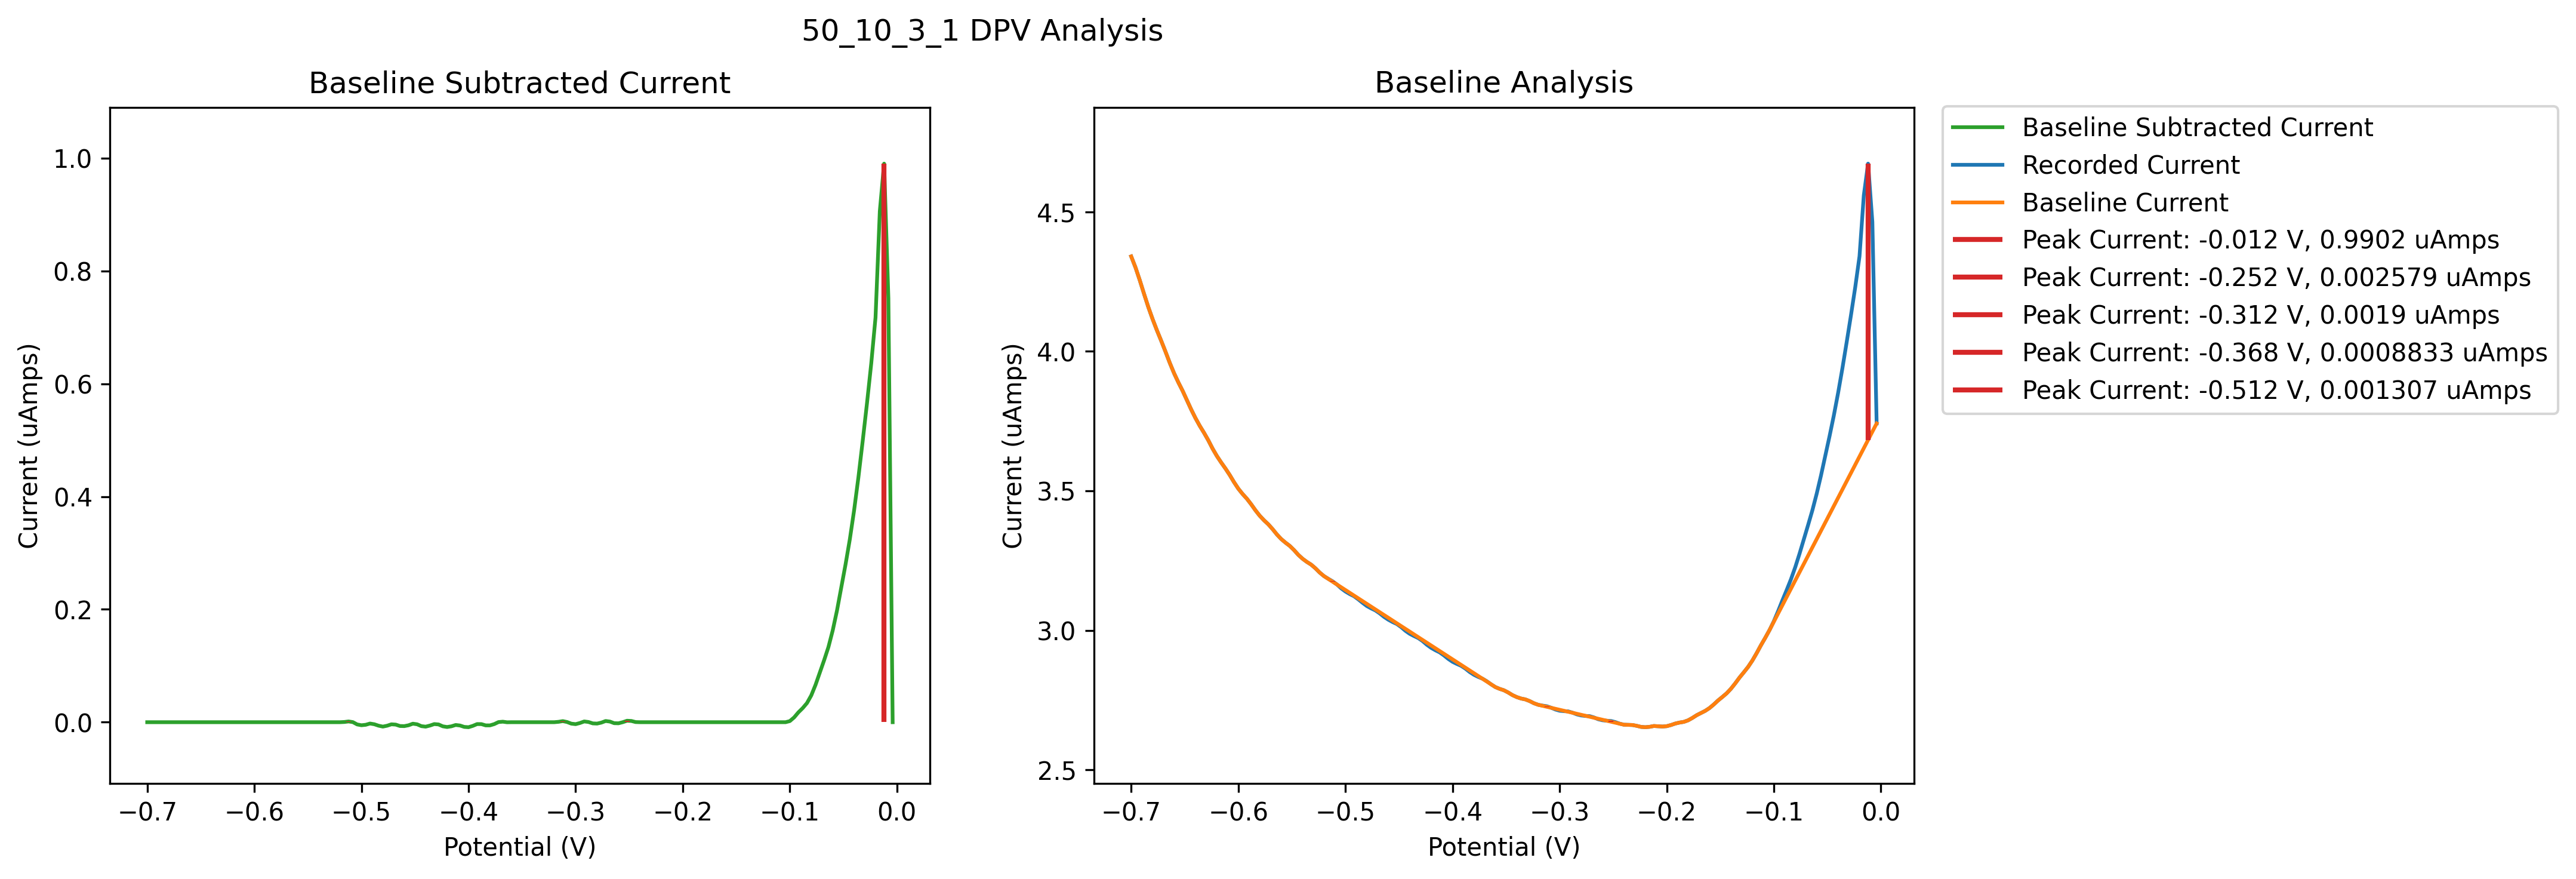 50_10_3_1 DPV Analysis
Baseline Subtracted Current
Current (uAmps)
1.0
0.8
0.6
0.4
0.2
0.0
−0.7 −0.6 −0.5 −0.4 −0.3 −0.2 −0.1 0.0
Potential (V)
Baseline Analysis
Current (uAmps)
4.5
4.0
3.5
3.0
2.5
−0.7 −0.6 −0.5 −0.4 −0.3 −0.2 −0.1 0.0
Potential (V)
Baseline Subtracted Current
Recorded Current
Baseline Current
Peak Current: -0.012 V, 0.9902 uAmps
Peak Current: -0.252 V, 0.002579 uAmps
Peak Current: -0.312 V, 0.0019 uAmps
Peak Current: -0.368 V, 0.0008833 uAmps
Peak Current: -0.512 V, 0.001307 uAmps